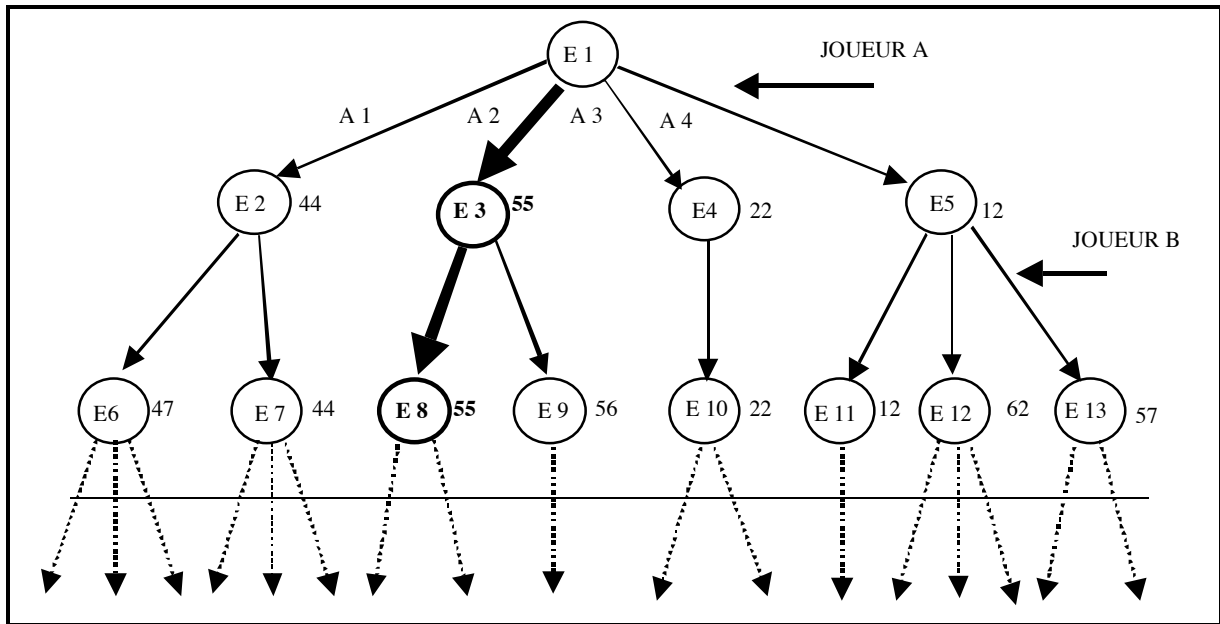 E 1
JOUEUR A
A 1
A 2
A 3
A 4
E 2 44
E 3 55
E4 22
E5 12
JOUEUR B
E6 47
E 7 44
E 8 55
E 9 56
E 10 22
E 11 12
E 12 62
E 13 57